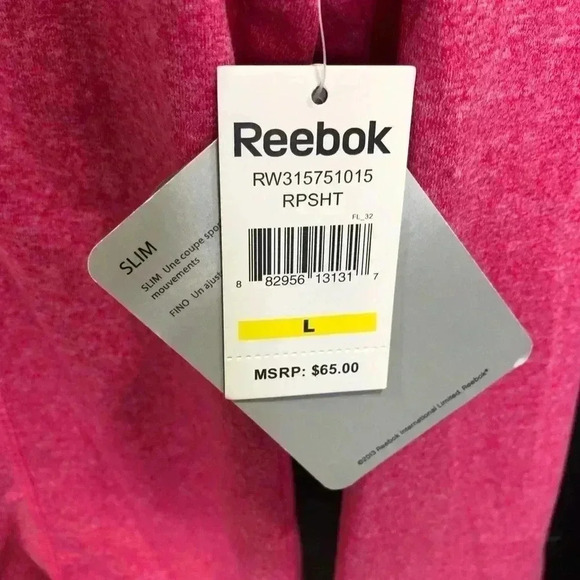 Reebok
RW315751015
RPSHT
FL_32
8 82956 13131 7
L
MSRP: $65.00
SLIM
SLIM Une coupe spo
mouvements
FINO Un ajust
©2013 Reebok International Limited. Reebok®